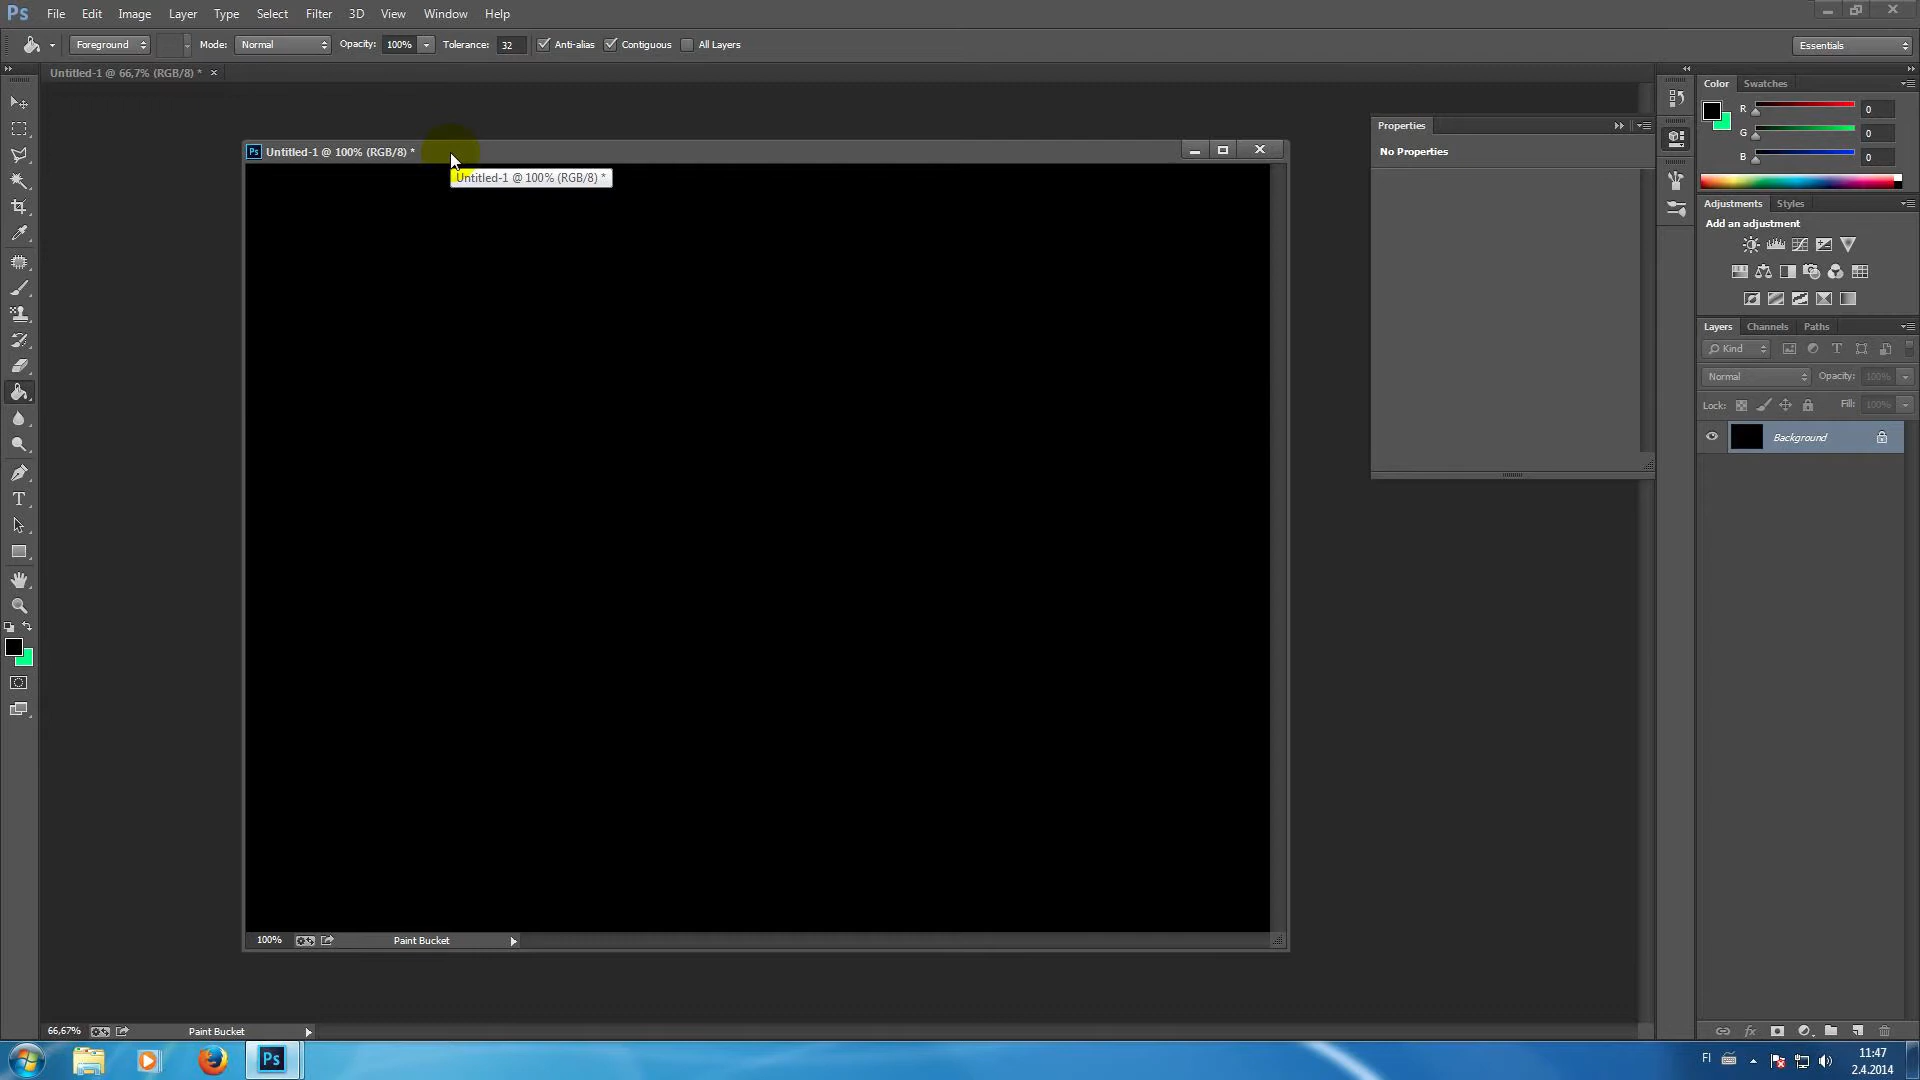 Ps File Edit Image Layer Type Select Filter 3D View Window Help
Foreground Mode: Normal Opacity: 100% Tolerance: 32 Anti-alias Contiguous All Layers Essentials
Untitled-1 @ 66,7% (RGB/8) *
Ps Untitled-1 @ 100% (RGB/8) *
Untitled-1 @ 100% (RGB/8) *
100% Paint Bucket
66,67% Paint Bucket
Properties
No Properties
Color Swatches
R 0
G 0
B 0
Adjustments Styles
Add an adjustment
Layers Channels Paths
Kind
Normal Opacity: 100%
Lock: Fill: 100%
Background
Ps
FI
11:47
2.4.2014